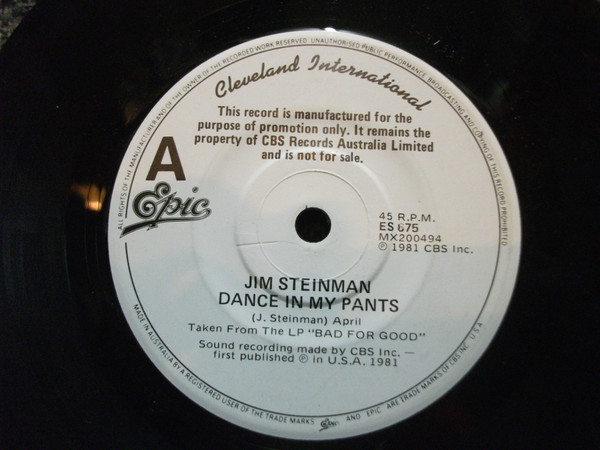 ALL RIGHTS OF THE MANUFACTURER AND OF THE OWNER OF THE RECORDED WORK RESERVED. UNAUTHORISED PUBLIC PERFORMANCE, BROADCASTING AND COPYING OF THIS RECORD PROHIBITED
Cleveland International
This record is manufactured for the
purpose of promotion only. It remains the
property of CBS Records Australia Limited
and is not for sale.
A
Epic
45 R.P.M.
ES 675
MX200494
℗ 1981 CBS Inc.
JIM STEINMAN
DANCE IN MY PANTS
(J. Steinman) April
Taken From The LP "BAD FOR GOOD"
Sound recording made by CBS Inc. —
first published ℗ in U.S.A. 1981
MADE IN AUSTRALIA BY A REGISTERED USER OF THE TRADE MARKS Epic AND EPIC ARE TRADE MARKS OF CBS INC. U S A